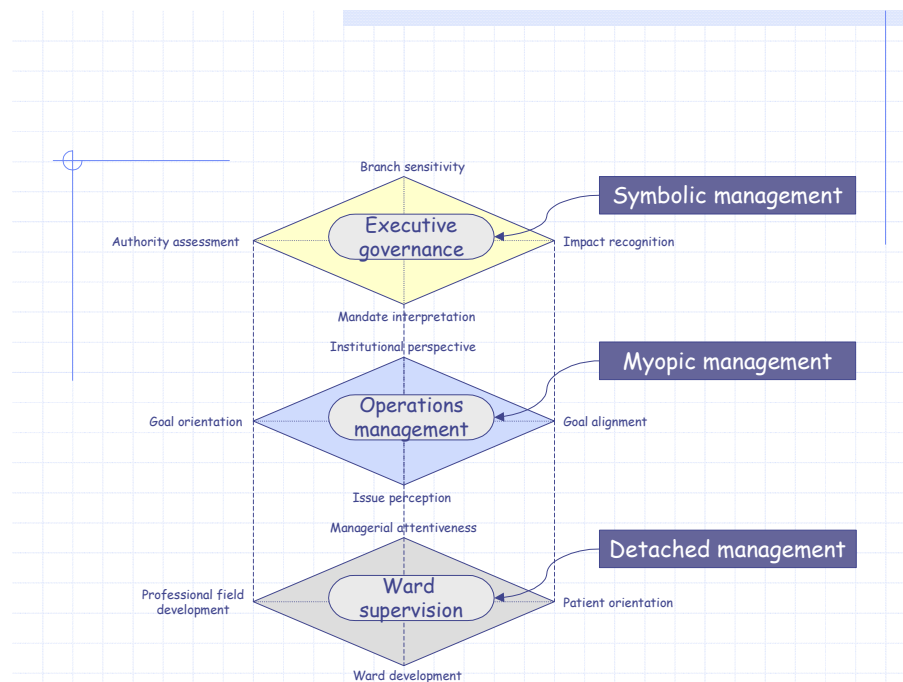 Branch sensitivity
Symbolic management
Executive
governance
Authority assessment
Impact recognition
Mandate interpretation
Institutional perspective
Myopic management
Operations
management
Goal orientation
Goal alignment
Issue perception
Managerial attentiveness
Detached management
Ward
supervision
Professional field
development
Patient orientation
Ward development